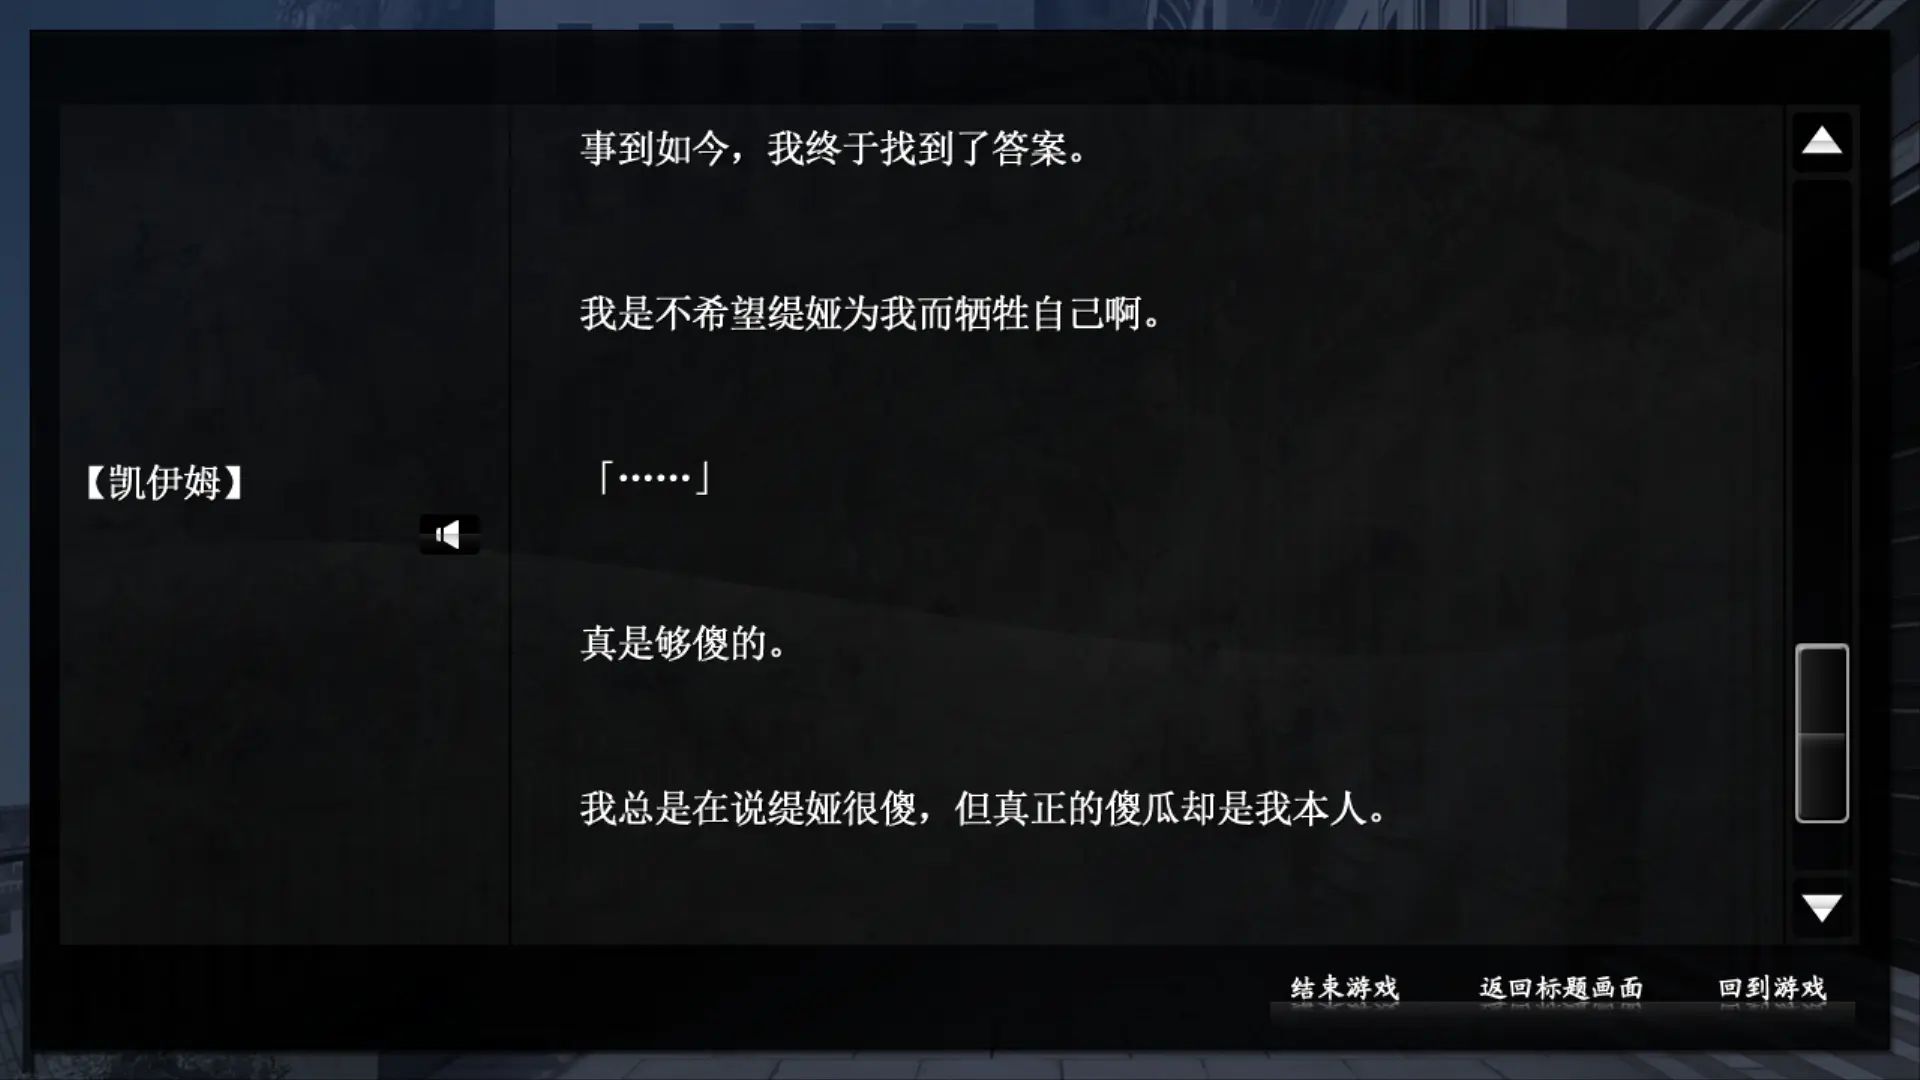 事到如今，我终于找到了答案。
我是不希望缇娅为我而牺牲自己啊。
【凯伊姆】
「……」
真是够傻的。
我总是在说缇娅很傻，但真正的傻瓜却是我本人。
结束游戏
返回标题画面
回到游戏